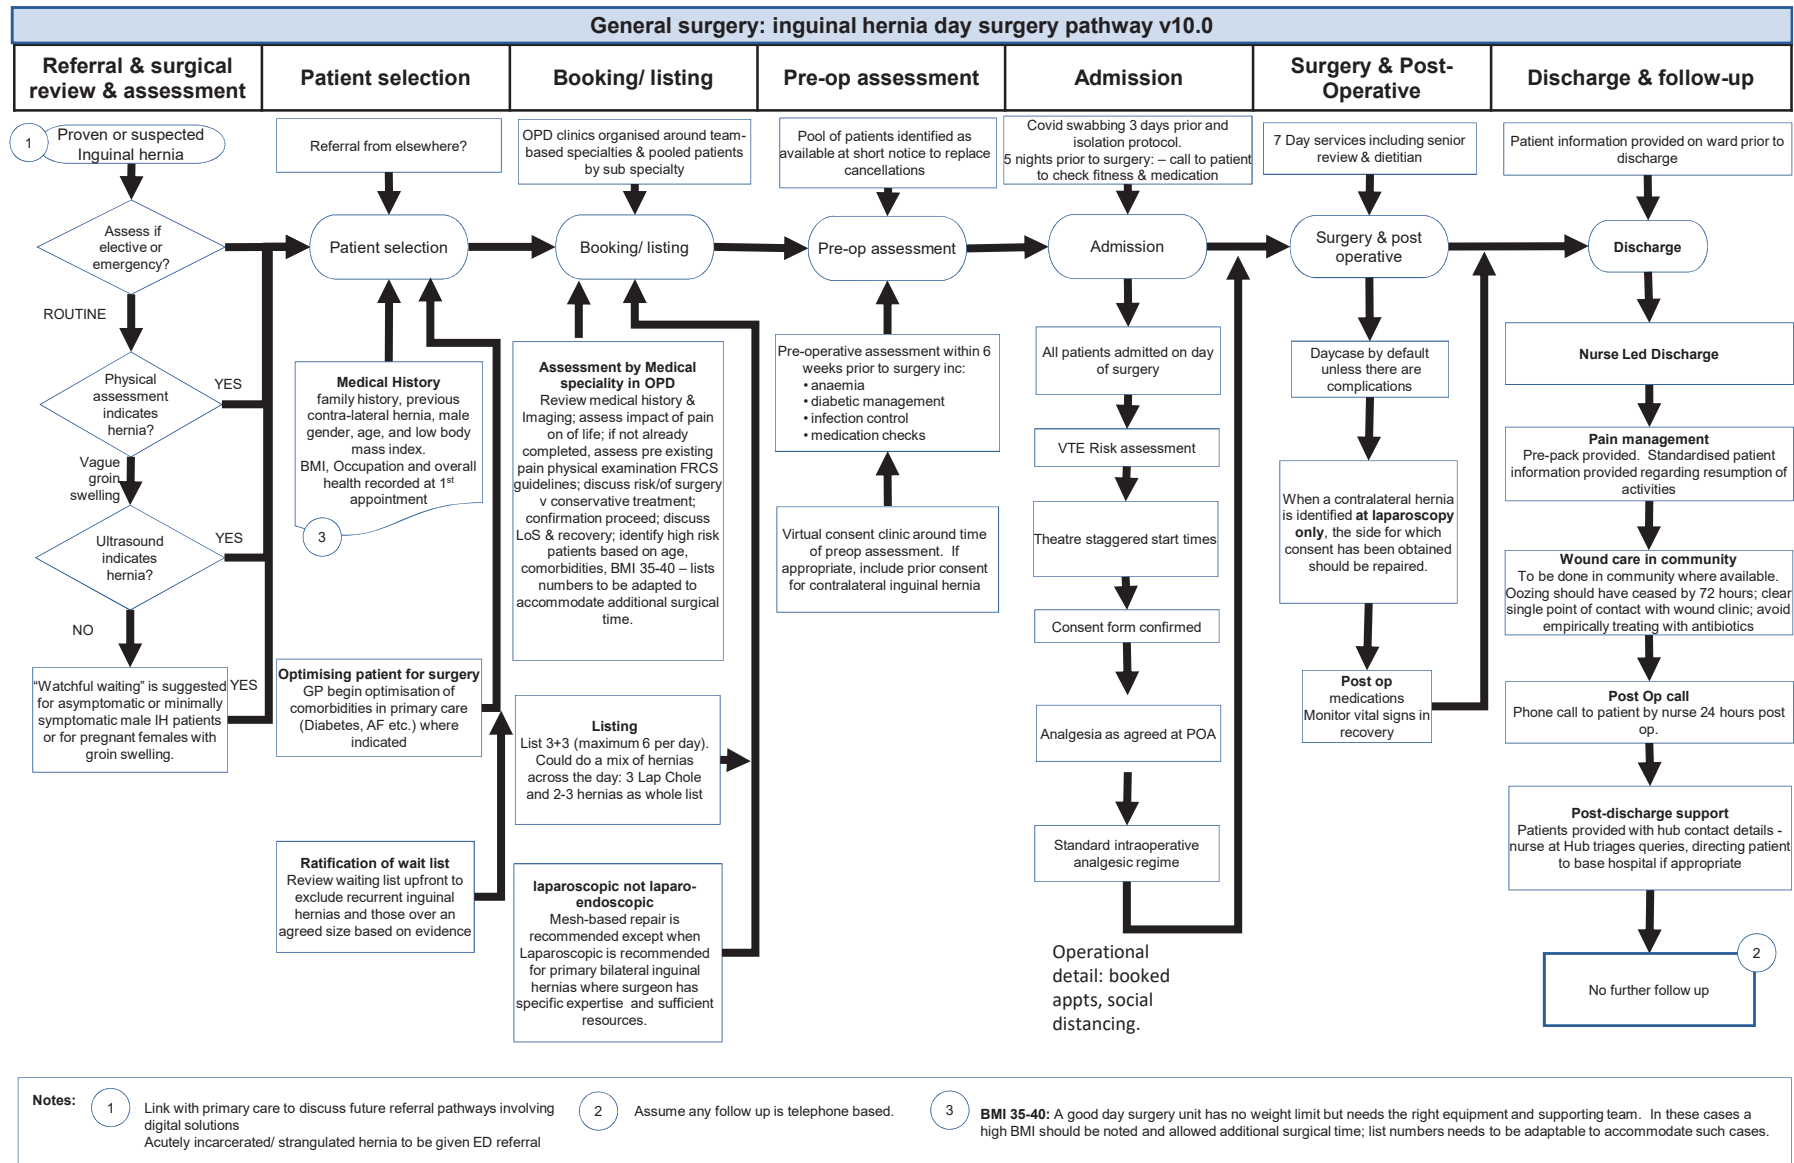 General surgery: inguinal hernia day surgery pathway v10.0
Referral & surgical
review & assessment
Patient selection
Booking/ listing
Pre-op assessment
Admission
Surgery & Post-
Operative
Discharge & follow-up
1
Proven or suspected
Inguinal hernia
Assess if
elective or
emergency?
ROUTINE
Physical
assessment
indicates
hernia?
YES
Vague
groin
swelling
Ultrasound
indicates
hernia?
YES
NO
“Watchful waiting” is suggested
for asymptomatic or minimally
symptomatic male IH patients
or for pregnant females with
groin swelling.
YES
Referral from elsewhere?
Patient selection
Medical History
family history, previous
contra-lateral hernia, male
gender, age, and low body
mass index.
BMI, Occupation and overall
health recorded at 1st
appointment
3
Optimising patient for surgery
GP begin optimisation of
comorbidities in primary care
(Diabetes, AF etc.) where
indicated
Ratification of wait list
Review waiting list upfront to
exclude recurrent inguinal
hernias and those over an
agreed size based on evidence
OPD clinics organised around team-
based specialties & pooled patients
by sub specialty
Booking/ listing
Assessment by Medical
speciality in OPD
Review medical history &
Imaging; assess impact of pain
on of life; if not already
completed, assess pre existing
pain physical examination FRCS
guidelines; discuss risk/of surgery
v conservative treatment;
confirmation proceed; discuss
LoS & recovery; identify high risk
patients based on age,
comorbidities, BMI 35-40 – lists
numbers to be adapted to
accommodate additional surgical
time.
Listing
List 3+3 (maximum 6 per day).
Could do a mix of hernias
across the day: 3 Lap Chole
and 2-3 hernias as whole list
laparoscopic not laparo-
endoscopic
Mesh-based repair is
recommended except when
Laparoscopic is recommended
for primary bilateral inguinal
hernias where surgeon has
specific expertise and sufficient
resources.
Pool of patients identified as
available at short notice to replace
cancellations
Pre-op assessment
Pre-operative assessment within 6
weeks prior to surgery inc:
• anaemia
• diabetic management
• infection control
• medication checks
Virtual consent clinic around time
of preop assessment. If
appropriate, include prior consent
for contralateral inguinal hernia
Covid swabbing 3 days prior and
isolation protocol.
5 nights prior to surgery: – call to patient
to check fitness & medication
Admission
All patients admitted on day
of surgery
VTE Risk assessment
Theatre staggered start times
Consent form confirmed
Analgesia as agreed at POA
Standard intraoperative
analgesic regime
Operational
detail: booked
appts, social
distancing.
7 Day services including senior
review & dietitian
Surgery & post
operative
Daycase by default
unless there are
complications
When a contralateral hernia
is identified at laparoscopy
only, the side for which
consent has been obtained
should be repaired.
Post op
medications
Monitor vital signs in
recovery
Patient information provided on ward prior to
discharge
Discharge
Nurse Led Discharge
Pain management
Pre-pack provided. Standardised patient
information provided regarding resumption of
activities
Wound care in community
To be done in community where available.
Oozing should have ceased by 72 hours; clear
single point of contact with wound clinic; avoid
empirically treating with antibiotics
Post Op call
Phone call to patient by nurse 24 hours post
op.
Post-discharge support
Patients provided with hub contact details -
nurse at Hub triages queries, directing patient
to base hospital if appropriate
2
No further follow up
Notes:
1
Link with primary care to discuss future referral pathways involving
digital solutions
Acutely incarcerated/ strangulated hernia to be given ED referral
2
Assume any follow up is telephone based.
3
BMI 35-40: A good day surgery unit has no weight limit but needs the right equipment and supporting team. In these cases a
high BMI should be noted and allowed additional surgical time; list numbers needs to be adaptable to accommodate such cases.